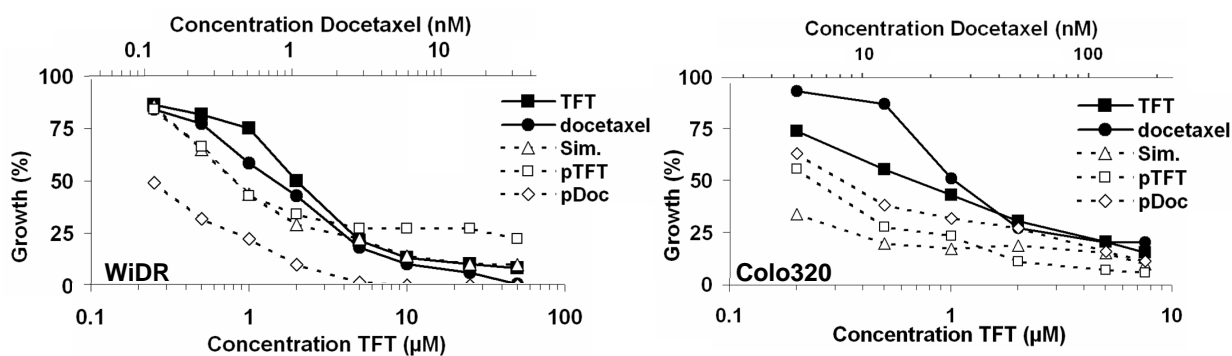 Concentration Docetaxel (nM)
0.1 1 10
100
75
50
25
0
Growth (%)
TFT
docetaxel
Sim.
pTFT
pDoc
WiDR
0.1 1 10 100
Concentration TFT (µM)
Concentration Docetaxel (nM)
10 100
100
75
50
25
0
Growth (%)
TFT
docetaxel
Sim.
pTFT
pDoc
Colo320
0.1 1 10
Concentration TFT (µM)